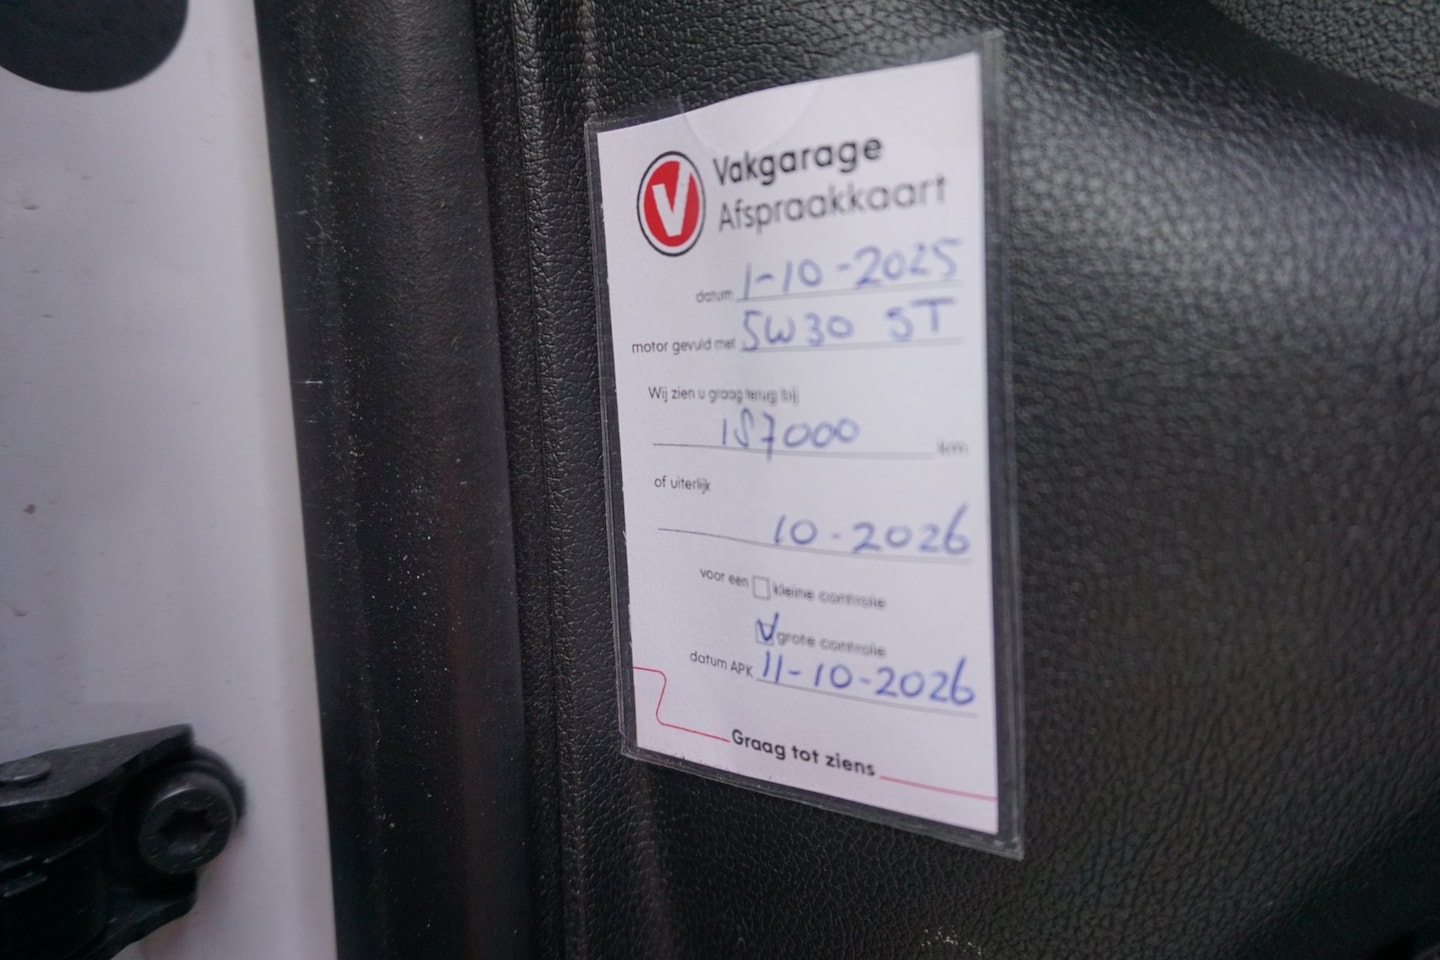 V
Vakgarage
Afspraakkaart
datum 1-10-2025
motor gevuld met 5W30 ST
Wij zien u graag terug bij
157000 km
of uiterlijk
10-2026
voor een kleine controle
grote controle
datum APK 11-10-2026
Graag tot ziens